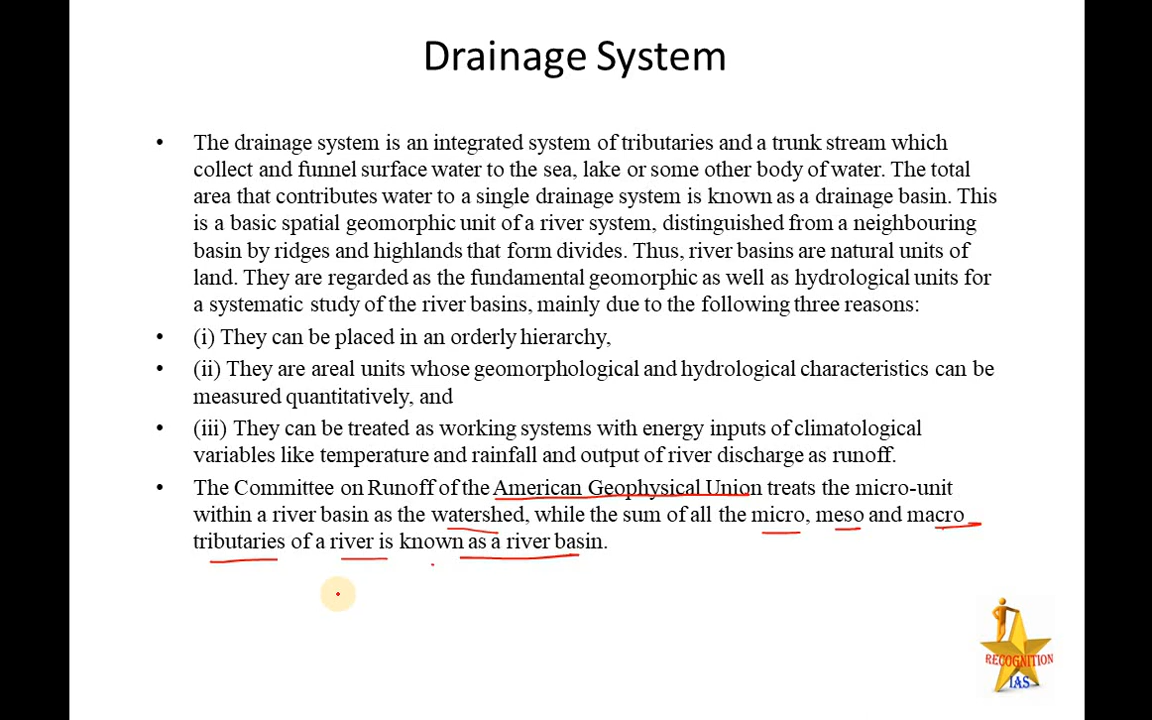 Drainage System
• The drainage system is an integrated system of tributaries and a trunk stream which
collect and funnel surface water to the sea, lake or some other body of water. The total
area that contributes water to a single drainage system is known as a drainage basin. This
is a basic spatial geomorphic unit of a river system, distinguished from a neighbouring
basin by ridges and highlands that form divides. Thus, river basins are natural units of
land. They are regarded as the fundamental geomorphic as well as hydrological units for
a systematic study of the river basins, mainly due to the following three reasons:
• (i) They can be placed in an orderly hierarchy,
• (ii) They are areal units whose geomorphological and hydrological characteristics can be
measured quantitatively, and
• (iii) They can be treated as working systems with energy inputs of climatological
variables like temperature and rainfall and output of river discharge as runoff.
• The Committee on Runoff of the American Geophysical Union treats the micro-unit
within a river basin as the watershed, while the sum of all the micro, meso and macro
tributaries of a river is known as a river basin.
RECOGNITION
IAS